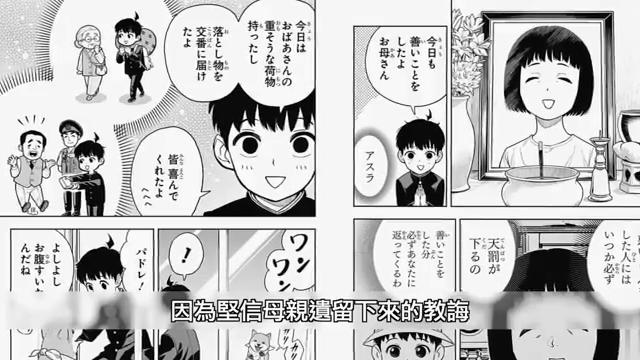 今日も
善いことを
したよ
お母さん
アスラ
した人には
いつか必ず
天罰が
下るの
善いことを
した分
必ずあなたに
返ってくるわ
今日は
おばあさんの
重そうな荷物
持ったし
落とし物を
交番に届け
たよ
皆喜んで
くれたよ
へへへ
ワン
ワン
!
パドレ!
よしよし
お腹すいた
んだね
因為堅信母親遺留下來的教誨